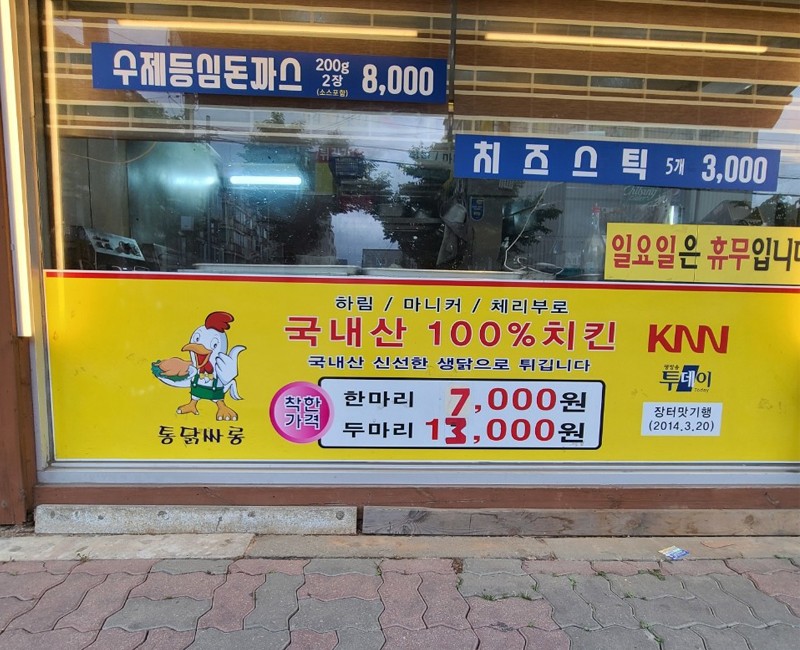 수제등심돈까스 200g 2장 (소스포함) 8,000
치즈스틱 5개 3,000
일요일은 휴무입니다
하림 / 마니커 / 체리부로
국내산 100%치킨
국내산 신선한 생닭으로 튀깁니다
착한
가격
한마리 7,000원
두마리 13,000원
통닭싸롱
KNN
투데이
Today
장터맛기행
(2014.3.20)